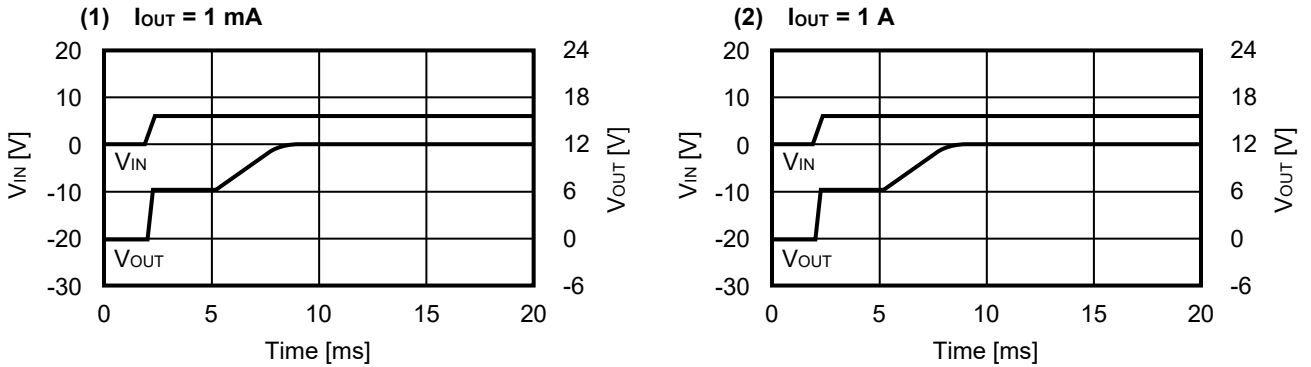 (1) IOUT = 1 mA
20
10
0
-10
-20
-30
VIN [V]
24
18
12
6
0
-6
VOUT [V]
VIN
VOUT
0 5 10 15 20
Time [ms]
(2) IOUT = 1 A
20
10
0
-10
-20
-30
VIN [V]
24
18
12
6
0
-6
VOUT [V]
VIN
VOUT
0 5 10 15 20
Time [ms]